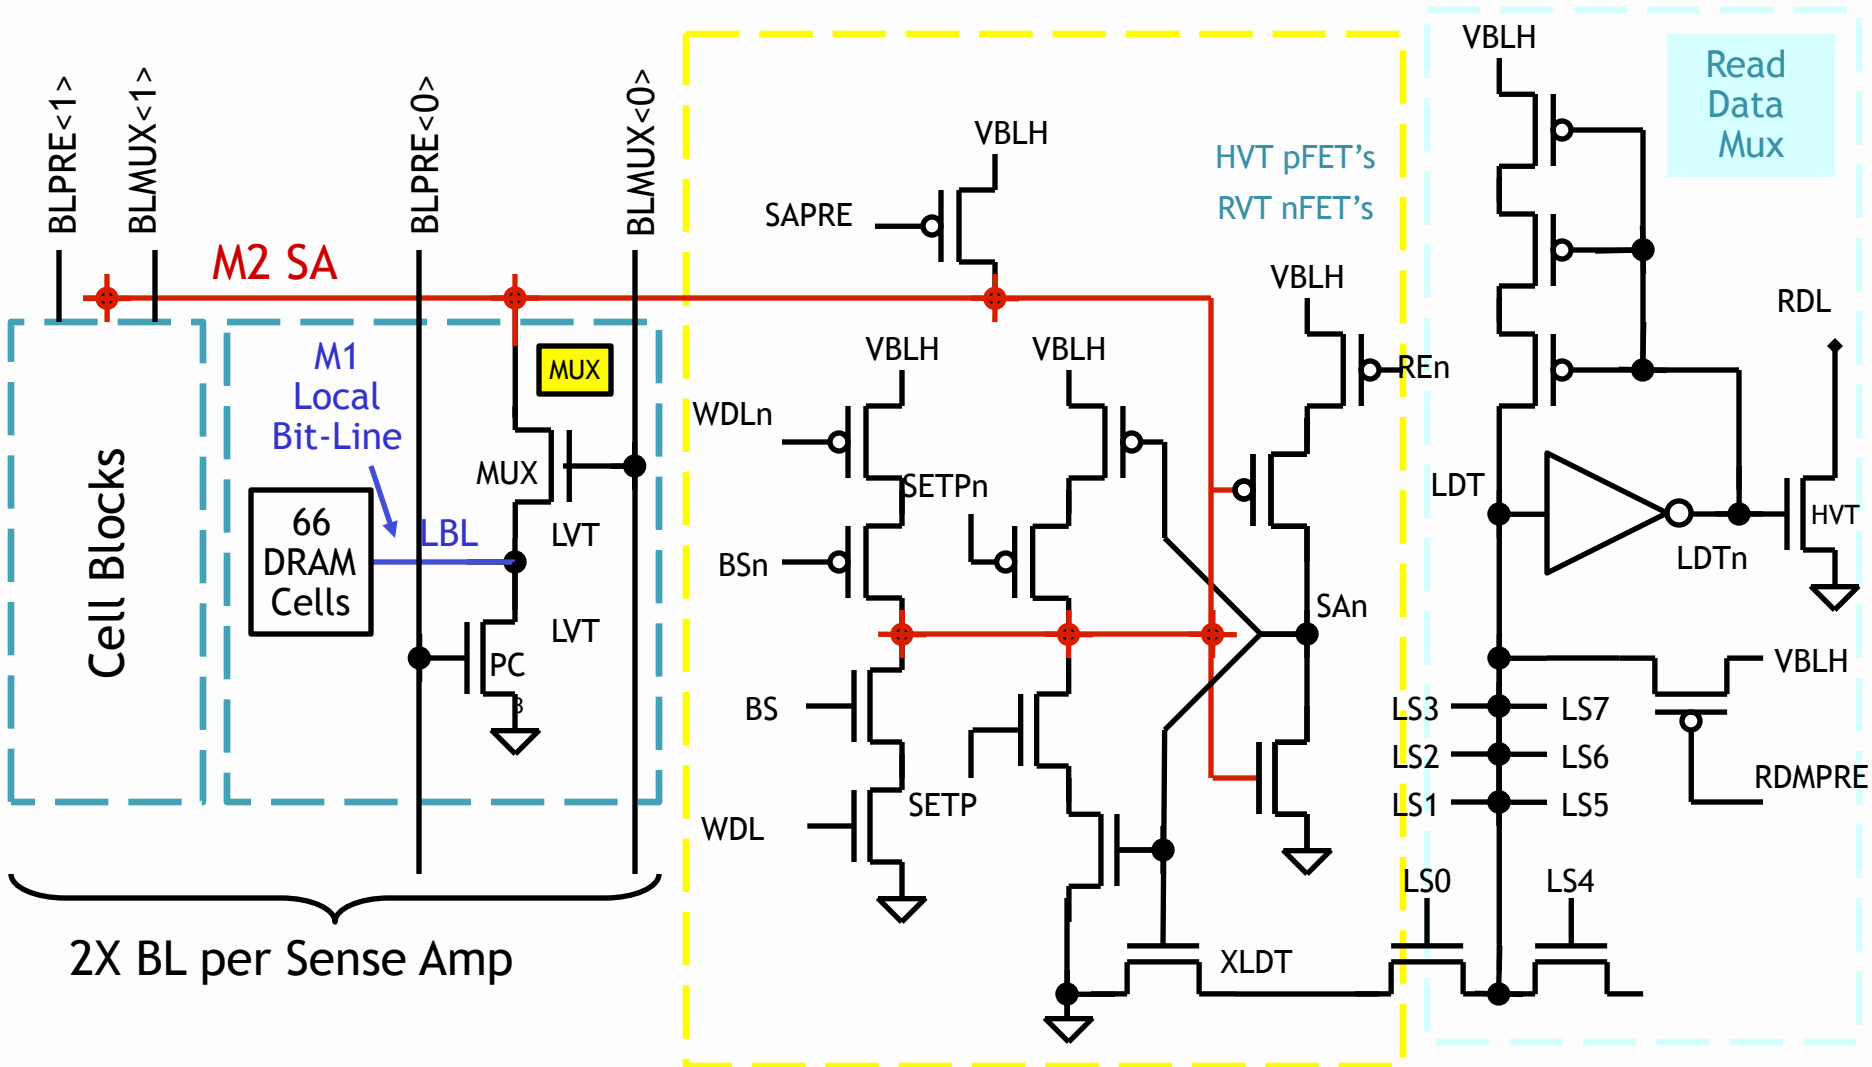 BLPRE<1>
BLMUX<1>
BLPRE<0>
BLMUX<0>
M2 SA
M1
Local
Bit-Line
MUX
MUX
LBL
LVT
66
DRAM
Cells
LVT
PC
3
Cell Blocks
2X BL per Sense Amp
VBLH
SAPRE
HVT pFET's
RVT nFET's
VBLH
VBLH
VBLH
REn
WDLn
SETPn
BSn
SAn
BS
SETP
WDL
XLDT
VBLH
Read
Data
Mux
RDL
LDT
HVT
LDTn
VBLH
LS3
LS7
LS2
LS6
RDMPRE
LS1
LS5
LS0
LS4